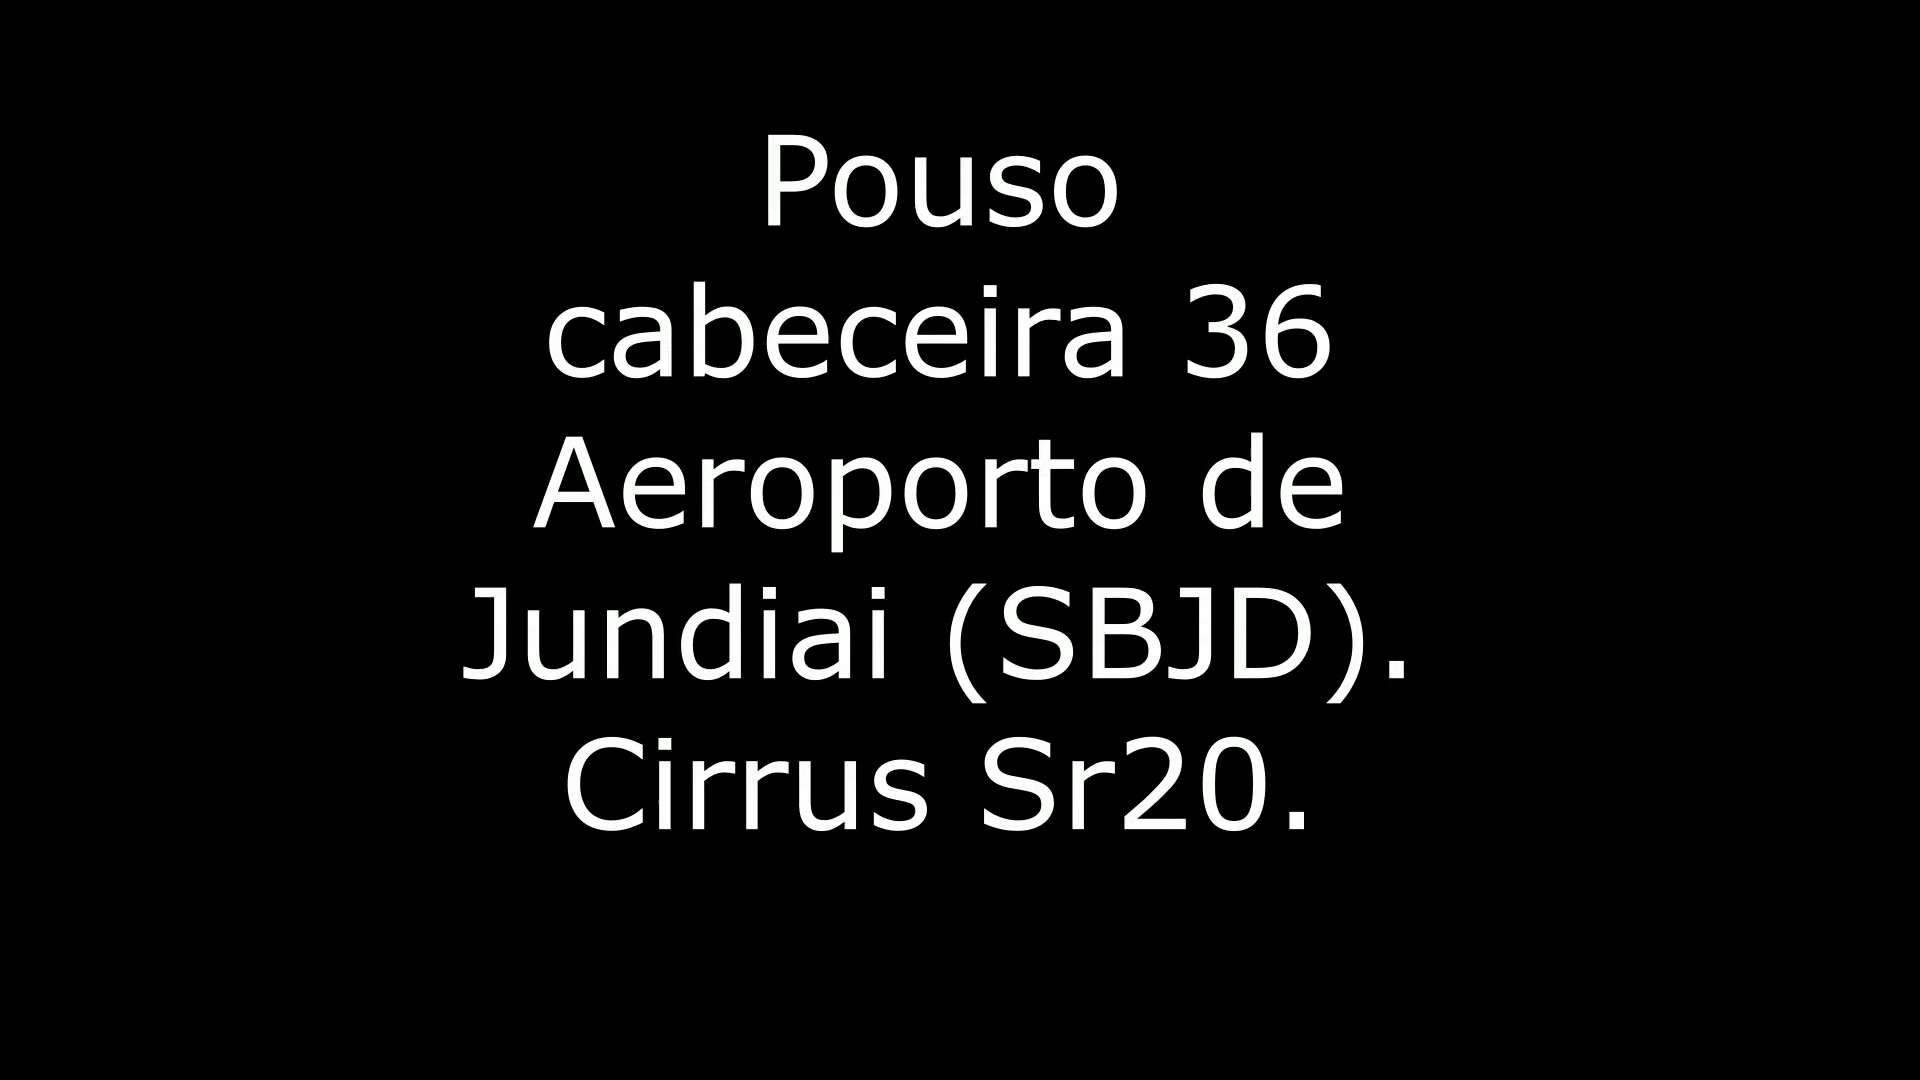 Pouso
cabeceira 36
Aeroporto de
Jundiai (SBJD).
Cirrus Sr20.